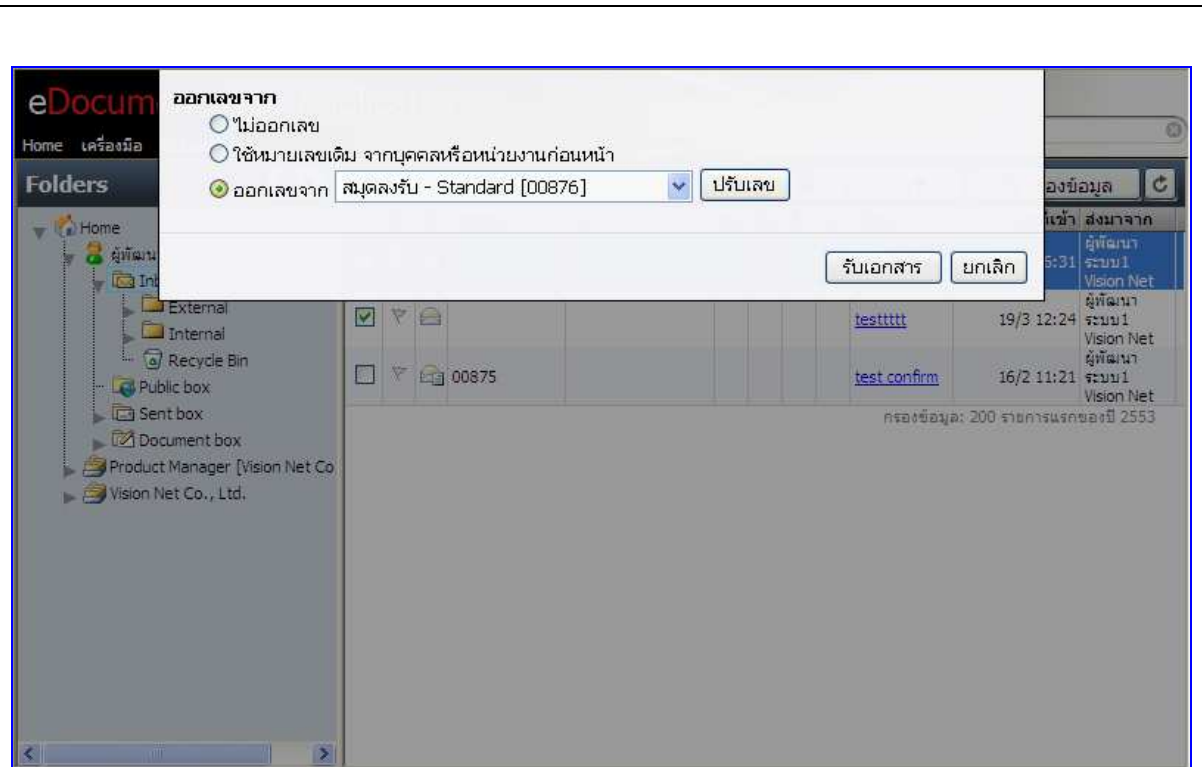 eDocum
ออกเลขจาก
ไม่ออกเลข
ใช้หมายเลขเดิม จากบุคคลหรือหน่วยงานก่อนหน้า
ออกเลขจาก สมุดลงรับ - Standard [00876] ปรับเลข
รับเอกสาร ยกเลิก
Home เครื่องมือ
Folders
Home
ผู้พัฒน
External
Internal
Recycle Bin
Public box
Sent box
Document box
Product Manager [Vision Net Co
Vision Net Co., Ltd.
องข้อมูล
ส่งมาจาก
5:31 ผู้พัฒนา
ระบบ1
Vision Net
testtttt 19/3 12:24 ผู้พัฒนา
ระบบ1
Vision Net
00875 test confirm 16/2 11:21 ผู้พัฒนา
ระบบ1
Vision Net
กรองข้อมูล: 200 รายการแรกของปี 2553